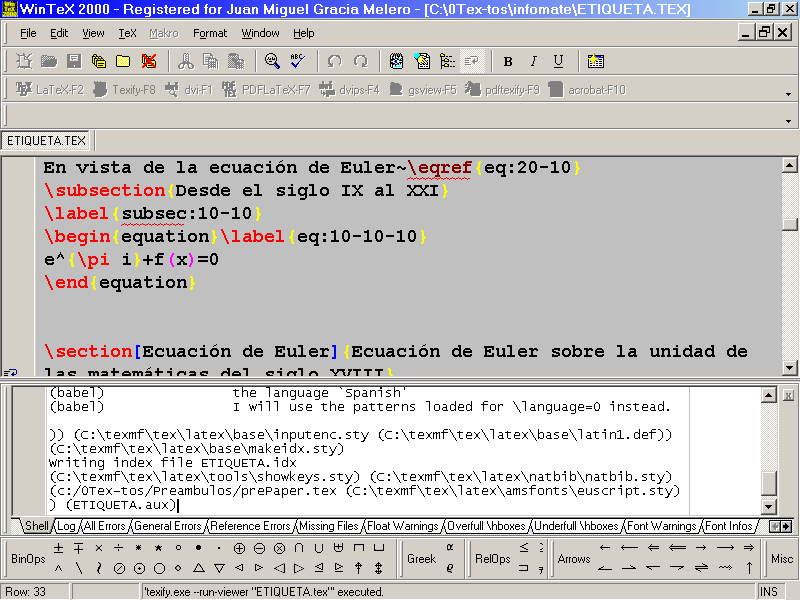 WinTeX 2000 - Registered for Juan Miguel Gracia Melero - [C:\0Tex-tos\infomate\ETIQUETA.TEX]
File Edit View TeX Makro Format Window Help
ABC B I U
LaTeX-F2 Texify-F8 dvi-F1 PDFLaTeX-F7 dvips-F4 gsview-F5 pdftexify-F9 acrobat-F10
ETIQUETA.TEX
En vista de la ecuación de Euler~\eqref{eq:20-10}
\subsection{Desde el siglo IX al XXI}
\label{subsec:10-10}
\begin{equation}\label{eq:10-10-10}
e^{\pi i}+f(x)=0
\end{equation}
\section[Ecuación de Euler]{Ecuación de Euler sobre la unidad de
las matemáticas del siglo XVIII}
(babel) the language `Spanish'
(babel) I will use the patterns loaded for \language=0 instead.
)) (C:\texmf\tex\latex\base\inputenc.sty (C:\texmf\tex\latex\base\latin1.def))
(C:\texmf\tex\latex\base\makeidx.sty)
Writing index file ETIQUETA.idx
(C:\texmf\tex\latex\tools\showkeys.sty) (C:\texmf\tex\latex\natbib\natbib.sty)
(c:/0Tex-tos/Preambulos/prePaper.tex (C:\texmf\tex\latex\amsfonts\euscript.sty)
) (ETIQUETA.aux)
Shell Log All Errors General Errors Reference Errors Missing Files Float Warnings Overfull \hboxes Underfull \hboxes Font Warnings Font Infos
BinOps Greek RelOps Arrows Misc
Row: 33 'texify.exe --run-viewer "ETIQUETA.tex"' executed. INS